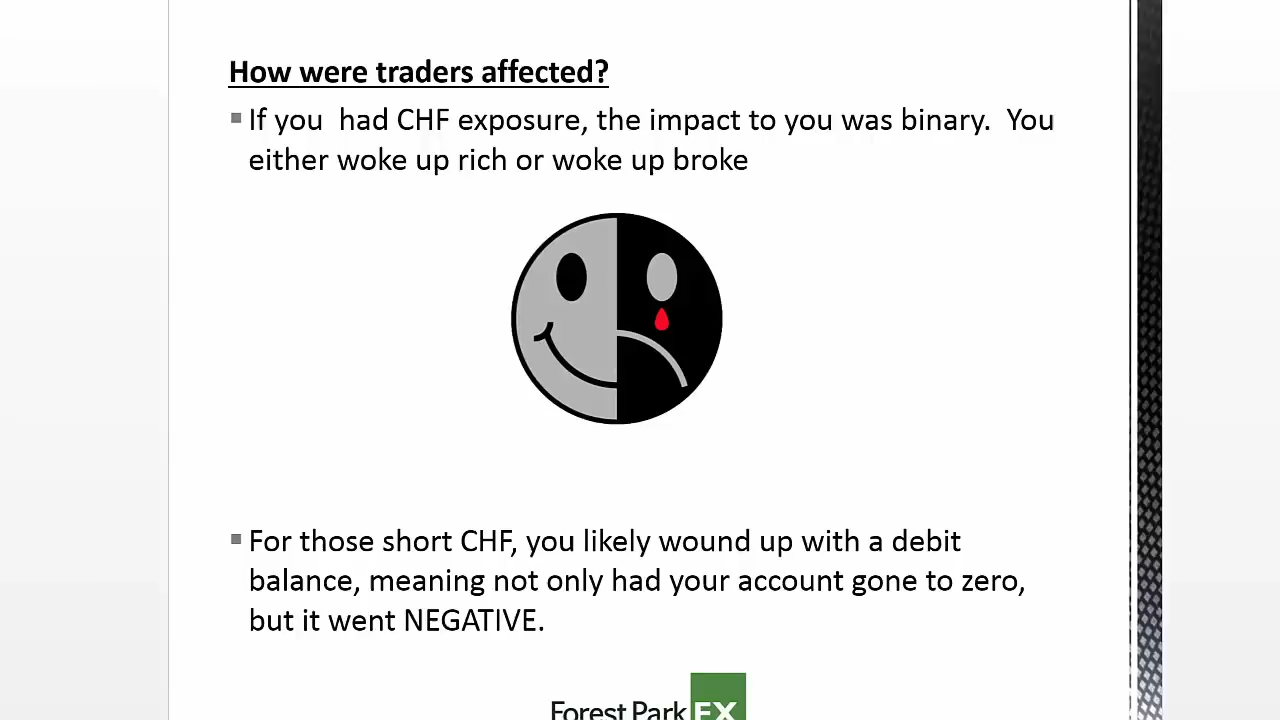 How were traders affected?
If you  had CHF exposure, the impact to you was binary.  You
either woke up rich or woke up broke
For those short CHF, you likely wound up with a debit
balance, meaning not only had your account gone to zero,
but it went NEGATIVE.
Forest Park FX